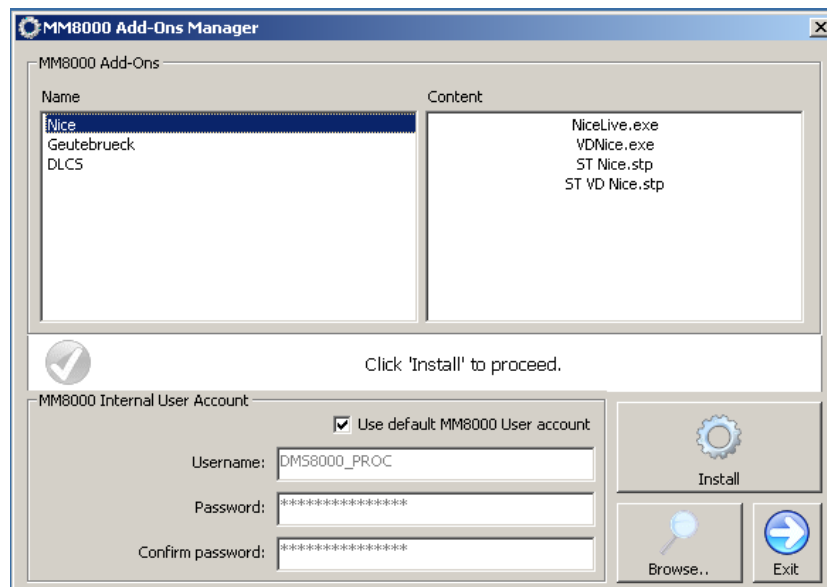 MM8000 Add-Ons Manager
MM8000 Add-Ons
Name
Content
Nice
Geutebrueck
DLCS
NiceLive.exe
VDNice.exe
ST Nice.stp
ST VD Nice.stp
Click 'Install' to proceed.
MM8000 Internal User Account
Use default MM8000 User account
Username:
DMS8000_PROC
Password:
***************
Confirm password:
***************
Install
Browse..
Exit